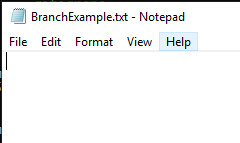 BranchExample.txt - Notepad
File Edit Format View Help